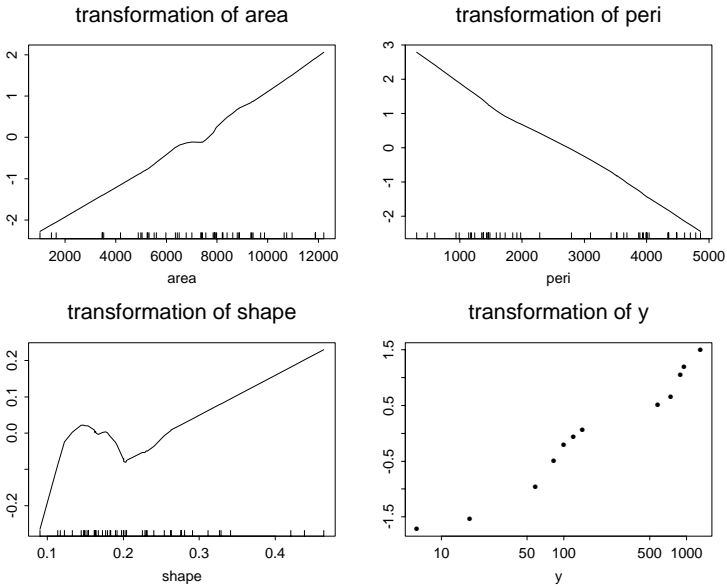 transformation of area
2
1
0
-1
-2
2000 4000 6000 8000 10000 12000
area
transformation of peri
3
2
1
0
-1
-2
1000 2000 3000 4000 5000
peri
transformation of shape
0.2
0.1
0.0
-0.2
0.1 0.2 0.3 0.4
shape
transformation of y
1.5
0.5
-0.5
-1.5
10 50 100 500 1000
y